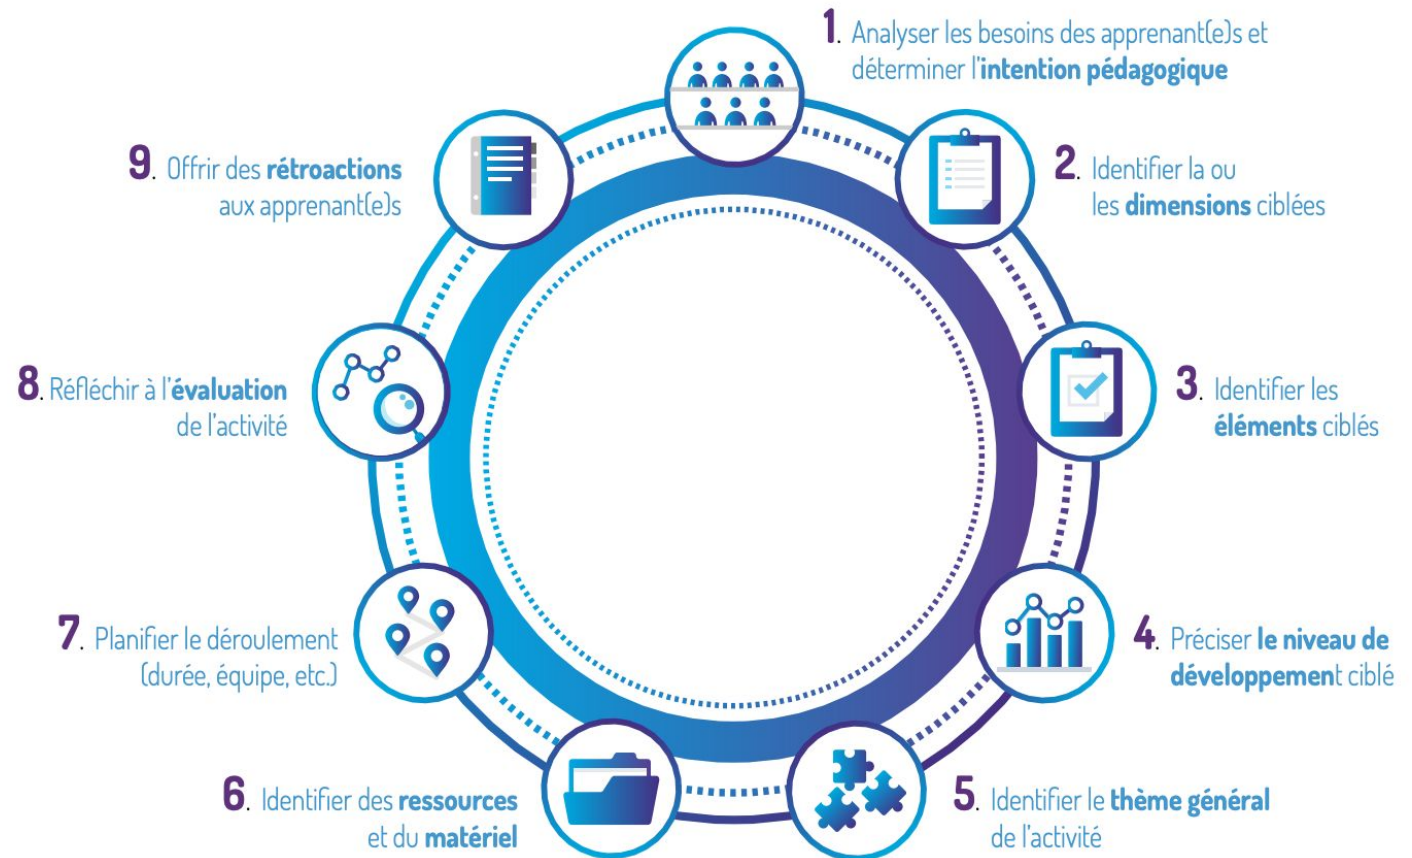 1. Analyser les besoins des apprenant(e)s et
déterminer l'intention pédagogique
2. Identifier la ou
les dimensions ciblées
3. Identifier les
éléments ciblés
4. Préciser le niveau de
développement ciblé
5. Identifier le thème général
de l'activité
6. Identifier des ressources
et du matériel
7. Planifier le déroulement
(durée, équipe, etc.)
8. Réfléchir à l'évaluation
de l'activité
9. Offrir des rétroactions
aux apprenant(e)s